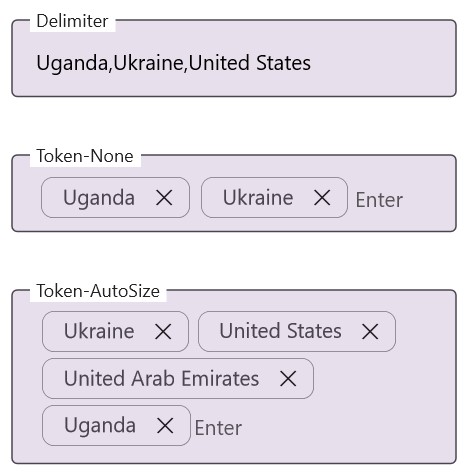 Delimiter
Uganda,Ukraine,United States
Token-None
Uganda Ukraine Enter
Token-AutoSize
Ukraine United States
United Arab Emirates
Uganda Enter